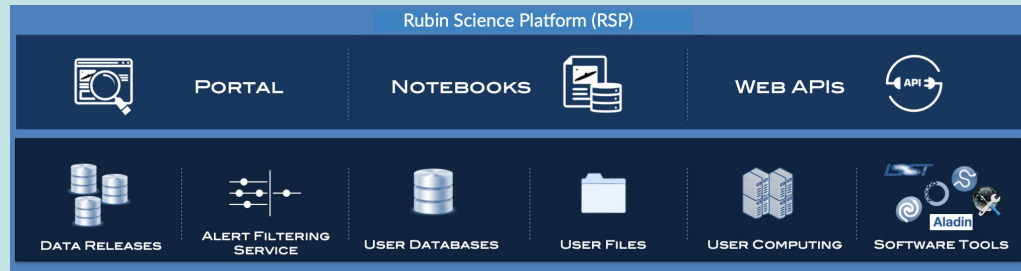 Rubin Science Platform (RSP)
PORTAL
NOTEBOOKS
WEB APIS
API
DATA RELEASES
ALERT FILTERING
SERVICE
USER DATABASES
USER FILES
USER COMPUTING
LSST
Aladin
SOFTWARE TOOLS